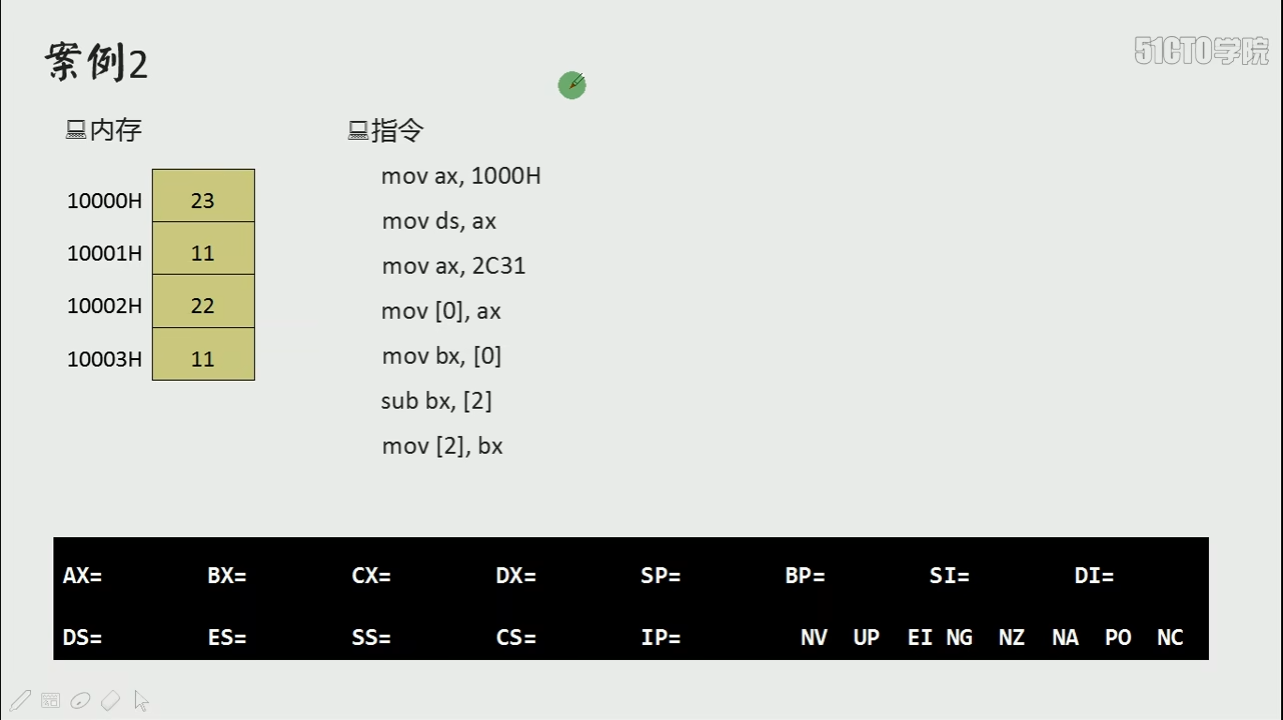 案例2
51CTO学院
内存
指令
10000H 23
10001H 11
10002H 22
10003H 11
mov ax, 1000H
mov ds, ax
mov ax, 2C31
mov [0], ax
mov bx, [0]
sub bx, [2]
mov [2], bx
AX= BX= CX= DX= SP= BP= SI= DI=
DS= ES= SS= CS= IP= NV UP EI NG NZ NA PO NC